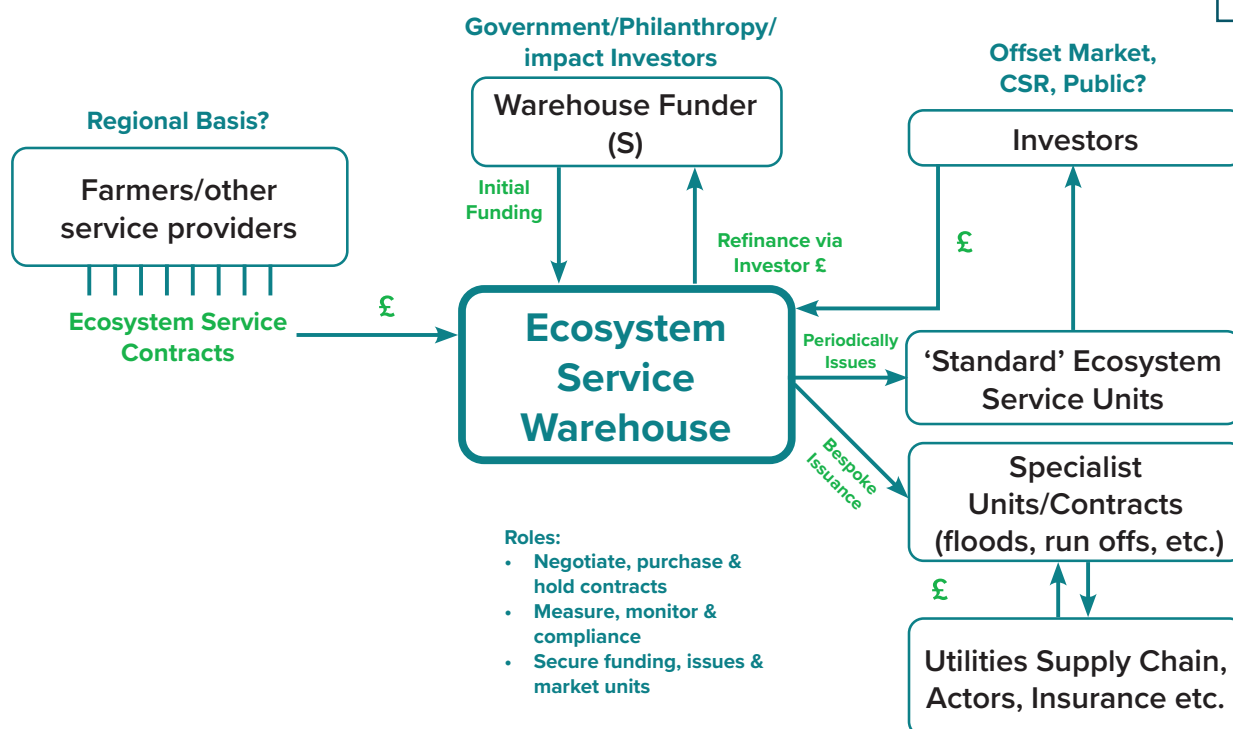 Government/Philanthropy/
impact Investors
Warehouse Funder
(S)
Offset Market,
CSR, Public?
Investors
Regional Basis?
Farmers/other
service providers
Initial
Funding
Refinance via
Investor £
£
Ecosystem Service
Contracts
£
Ecosystem
Service
Warehouse
Periodically
Issues
‘Standard’ Ecosystem
Service Units
Bespoke
Issuance
Specialist
Units/Contracts
(floods, run offs, etc.)
£
Utilities Supply Chain,
Actors, Insurance etc.
Roles:
• Negotiate, purchase &
hold contracts
• Measure, monitor &
compliance
• Secure funding, issues &
market units